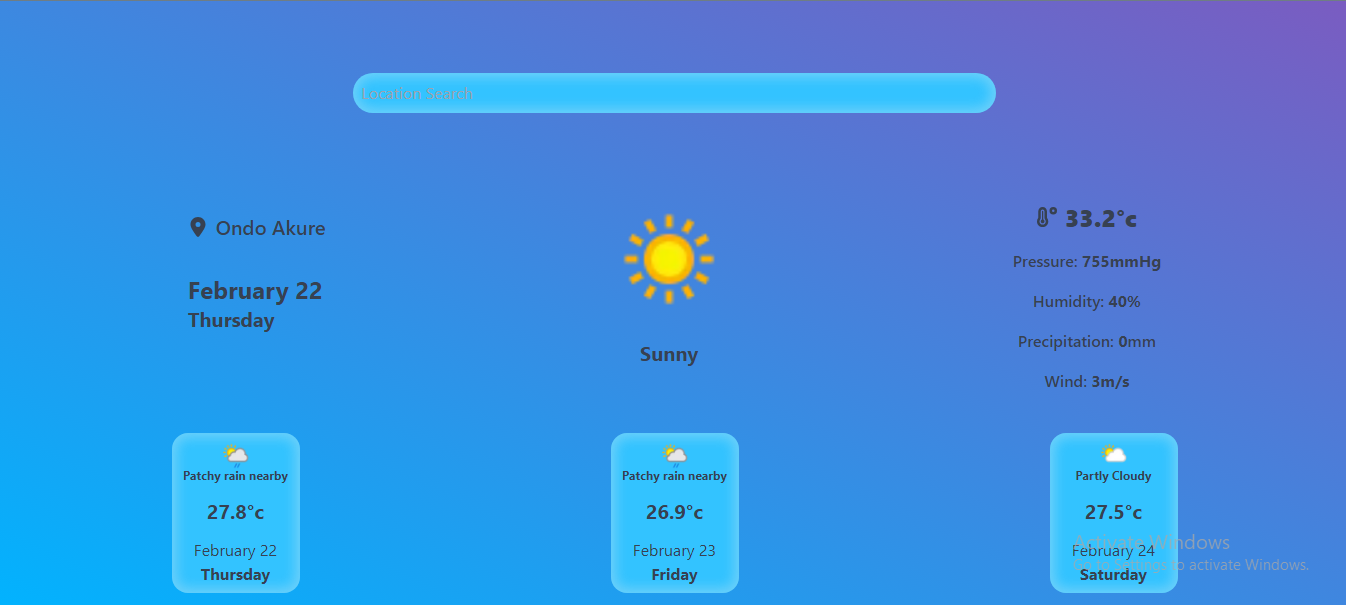 Location Search
Ondo Akure
February 22
Thursday
Sunny
33.2°c
Pressure: 755mmHg
Humidity: 40%
Precipitation: 0mm
Wind: 3m/s
Patchy rain nearby
27.8°c
February 22
Thursday
Patchy rain nearby
26.9°c
February 23
Friday
Partly Cloudy
27.5°c
February 24
Saturday
Activate Windows
Go to Settings to activate Windows.